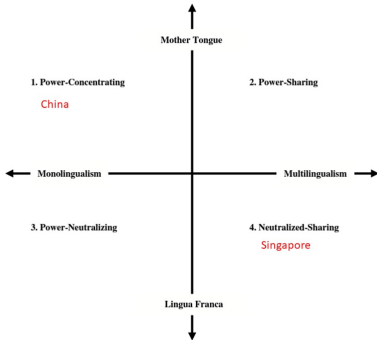 Mother Tongue
1. Power-Concentrating
2. Power-Sharing
China
Monolingualism
Multilingualism
3. Power-Neutralizing
4. Neutralized-Sharing
Singapore
Lingua Franca